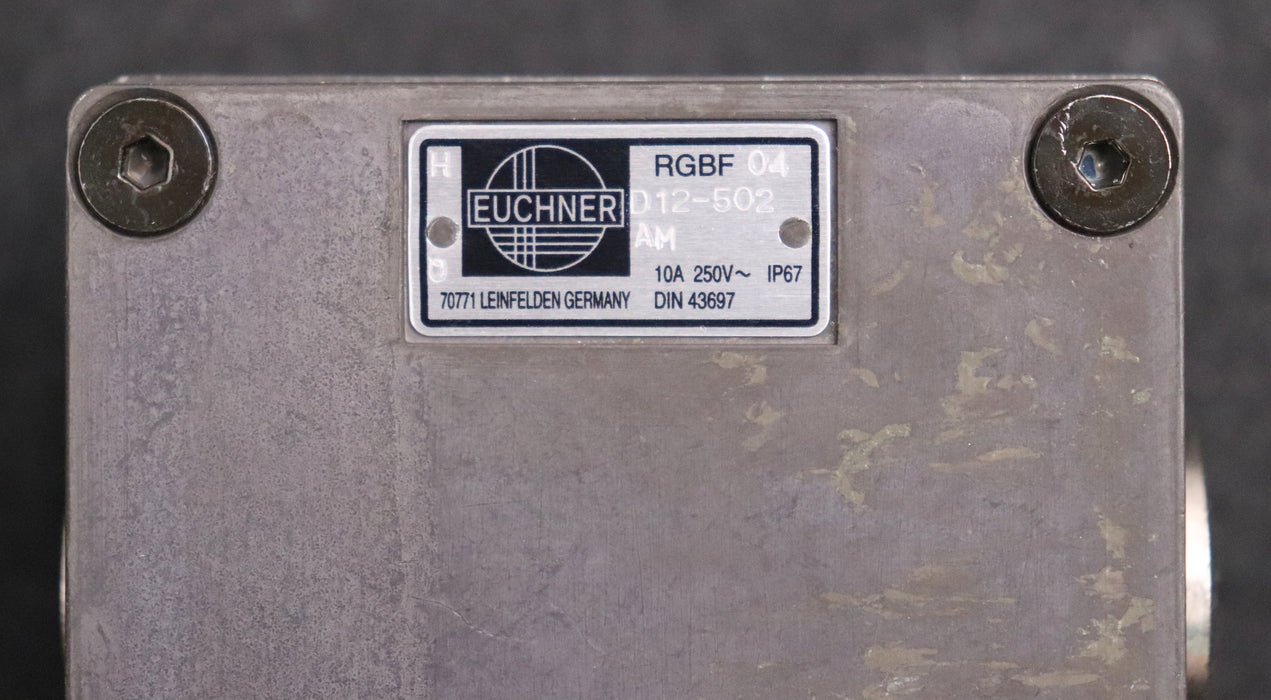 H
EUCHNER
RGBF 04
D12-502
AM
10A 250V~ IP67
70771 LEINFELDEN GERMANY DIN 43697